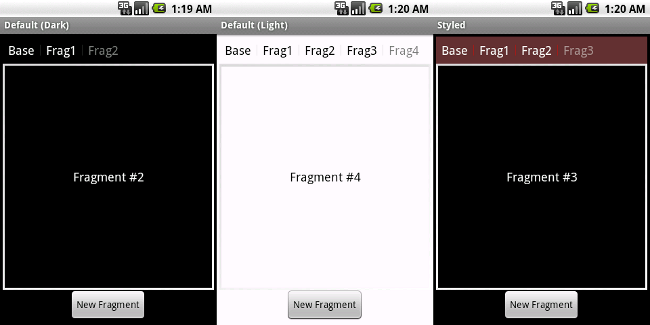 3G 1:19 AM
Default (Dark)
Base Frag1 Frag2
Fragment #2
New Fragment
3G 1:20 AM
Default (Light)
Base Frag1 Frag2 Frag3 Frag4
Fragment #4
New Fragment
3G 1:20 AM
Styled
Base Frag1 Frag2 Frag3
Fragment #3
New Fragment